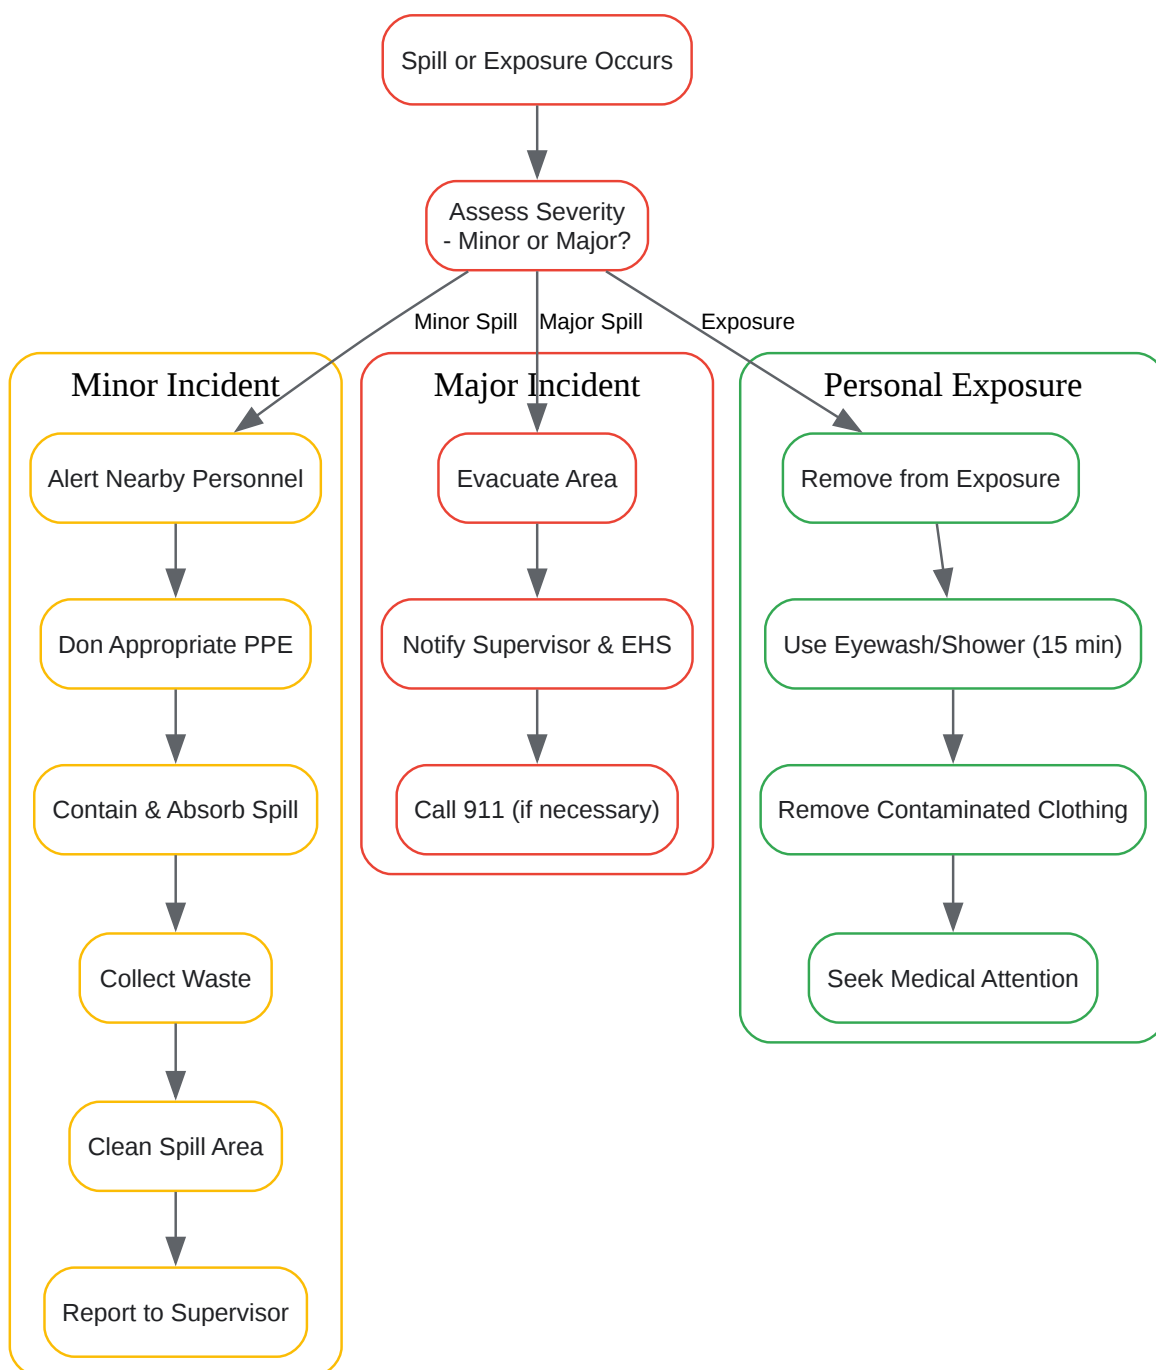 Spill or Exposure Occurs
Assess Severity
- Minor or Major?
Minor Spill
Major Spill
Exposure
Minor Incident
Alert Nearby Personnel
Don Appropriate PPE
Contain & Absorb Spill
Collect Waste
Clean Spill Area
Report to Supervisor
Major Incident
Evacuate Area
Notify Supervisor & EHS
Call 911 (if necessary)
Personal Exposure
Remove from Exposure
Use Eyewash/Shower (15 min)
Remove Contaminated Clothing
Seek Medical Attention